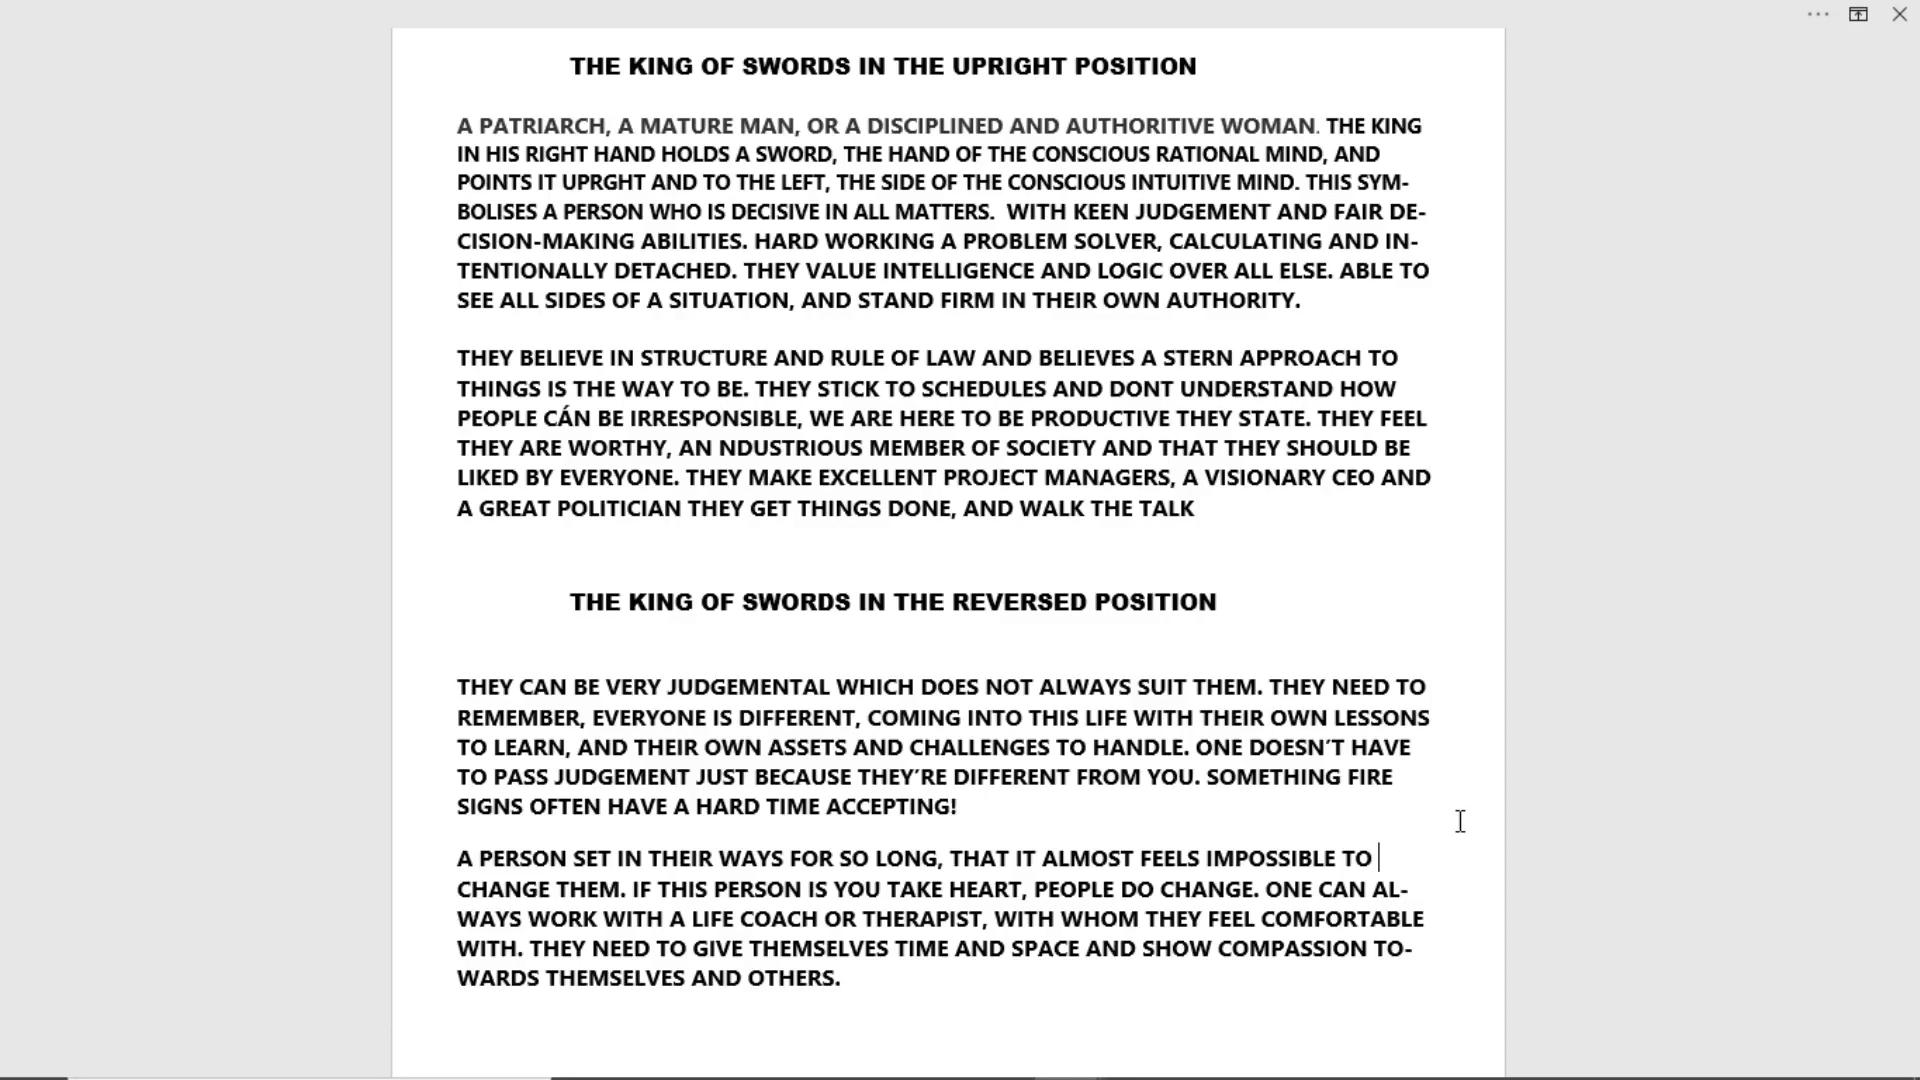 THE KING OF SWORDS IN THE UPRIGHT POSITION
A PATRIARCH, A MATURE MAN, OR A DISCIPLINED AND AUTHORITIVE WOMAN. THE KING
IN HIS RIGHT HAND HOLDS A SWORD, THE HAND OF THE CONSCIOUS RATIONAL MIND, AND
POINTS IT UPRGHT AND TO THE LEFT, THE SIDE OF THE CONSCIOUS INTUITIVE MIND. THIS SYM-
BOLISES A PERSON WHO IS DECISIVE IN ALL MATTERS.  WITH KEEN JUDGEMENT AND FAIR DE-
CISION-MAKING ABILITIES. HARD WORKING A PROBLEM SOLVER, CALCULATING AND IN-
TENTIONALLY DETACHED. THEY VALUE INTELLIGENCE AND LOGIC OVER ALL ELSE. ABLE TO
SEE ALL SIDES OF A SITUATION, AND STAND FIRM IN THEIR OWN AUTHORITY.
THEY BELIEVE IN STRUCTURE AND RULE OF LAW AND BELIEVES A STERN APPROACH TO
THINGS IS THE WAY TO BE. THEY STICK TO SCHEDULES AND DONT UNDERSTAND HOW
PEOPLE CÁN BE IRRESPONSIBLE, WE ARE HERE TO BE PRODUCTIVE THEY STATE. THEY FEEL
THEY ARE WORTHY, AN NDUSTRIOUS MEMBER OF SOCIETY AND THAT THEY SHOULD BE
LIKED BY EVERYONE. THEY MAKE EXCELLENT PROJECT MANAGERS, A VISIONARY CEO AND
A GREAT POLITICIAN THEY GET THINGS DONE, AND WALK THE TALK
THE KING OF SWORDS IN THE REVERSED POSITION
THEY CAN BE VERY JUDGEMENTAL WHICH DOES NOT ALWAYS SUIT THEM. THEY NEED TO
REMEMBER, EVERYONE IS DIFFERENT, COMING INTO THIS LIFE WITH THEIR OWN LESSONS
TO LEARN, AND THEIR OWN ASSETS AND CHALLENGES TO HANDLE. ONE DOESN'T HAVE
TO PASS JUDGEMENT JUST BECAUSE THEY'RE DIFFERENT FROM YOU. SOMETHING FIRE
SIGNS OFTEN HAVE A HARD TIME ACCEPTING!
A PERSON SET IN THEIR WAYS FOR SO LONG, THAT IT ALMOST FEELS IMPOSSIBLE TO
CHANGE THEM. IF THIS PERSON IS YOU TAKE HEART, PEOPLE DO CHANGE. ONE CAN AL-
WAYS WORK WITH A LIFE COACH OR THERAPIST, WITH WHOM THEY FEEL COMFORTABLE
WITH. THEY NEED TO GIVE THEMSELVES TIME AND SPACE AND SHOW COMPASSION TO-
WARDS THEMSELVES AND OTHERS.